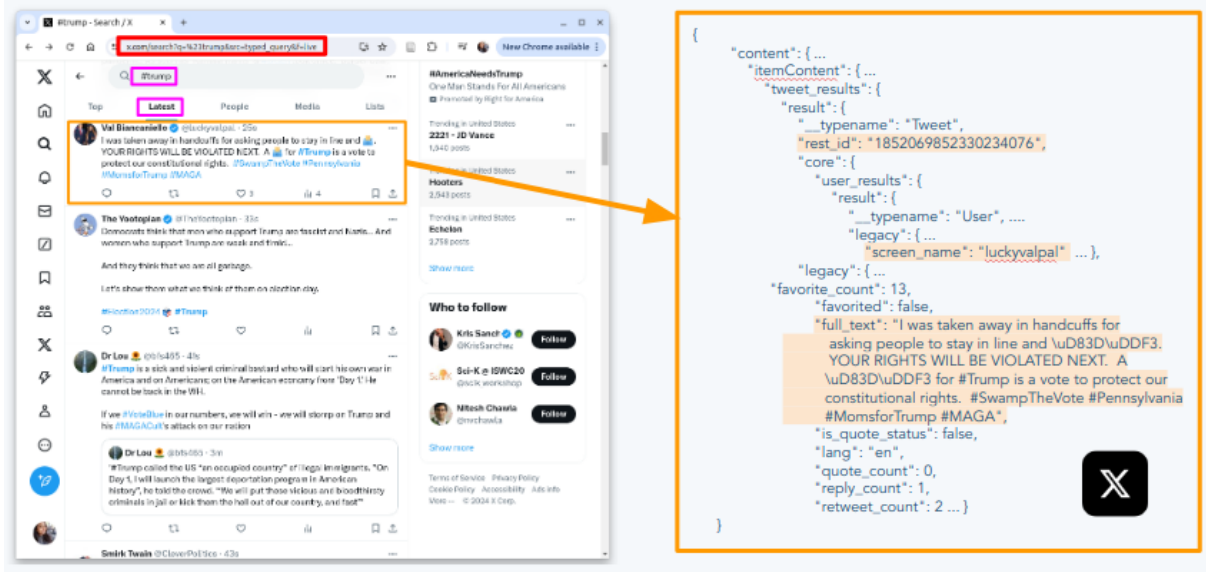 #trump - Search / X
x.com/search?q=%23trump&src=typed_query&f=live
New Chrome available
#trump
Top Latest People Media Lists
Val Biancaniello @luckyvalpal · 25s
I was taken away in handcuffs for asking people to stay in line and 🗳.
YOUR RIGHTS WILL BE VIOLATED NEXT. A 🗳 for #Trump is a vote to
protect our constitutional rights. #SwampTheVote #Pennsylvania
#MomsforTrump #MAGA
3 4
The Yootopian @TheYootopian · 33s
Democrats think that men who support Trump are fascist and Nazis... And
women who support Trump are weak and timid...
And they think that we are all garbage.
Let's show them what we think of them on election day.
#Election2024 #Trump
Dr Lou @bfs465 · 41s
#Trump is a sick and violent criminal bastard who will start his own war in
America and on Americans; on the American economy from 'Day 1.' He
cannot be back in the WH.
If we #VoteBlue in our numbers, we will win - we will stomp on Trump and
his #MAGACult's attack on our nation
Dr Lou @bfs465 · 3m
"#Trump called the US "an occupied country" of illegal immigrants. "On
Day 1, I will launch the largest deportation program in American
history", he told the crowd. "We will put those vicious and bloodthirsty
criminals in jail or kick them the hell out of our country, and fast""
Smirk Twain @CloverPolitics · 43s
#AmericaNeedsTrump
One Man Stands For All Americans
Promoted by Right for America
Trending in United States
2221 - JD Vance
1,540 posts
Trending in United States
Hooters
2,543 posts
Trending in United States
Echelon
2,758 posts
Show more
Who to follow
Kris Sanch
@KrisSanchez
Follow
Sci-K @ ISWC20
@scik_workshop
Follow
Nitesh Chawla
@nvchawla
Follow
Show more
Terms of Service Privacy Policy
Cookie Policy Accessibility Ads info
More ··· © 2024 X Corp.
{
"content": { ...
"itemContent": { ...
"tweet_results": {
"result": {
"__typename": "Tweet",
"rest_id": "1852069852330234076",
"core": {
"user_results": {
"result": {
"__typename": "User", ....
"legacy": { ...
"screen_name": "luckyvalpal" ... },
"legacy": { ...
"favorite_count": 13,
"favorited": false,
"full_text": "I was taken away in handcuffs for
asking people to stay in line and \uD83D\uDDF3.
YOUR RIGHTS WILL BE VIOLATED NEXT. A
\uD83D\uDDF3 for #Trump is a vote to protect our
constitutional rights. #SwampTheVote #Pennsylvania
#MomsforTrump #MAGA",
"is_quote_status": false,
"lang": "en",
"quote_count": 0,
"reply_count": 1,
"retweet_count": 2 ... }
}